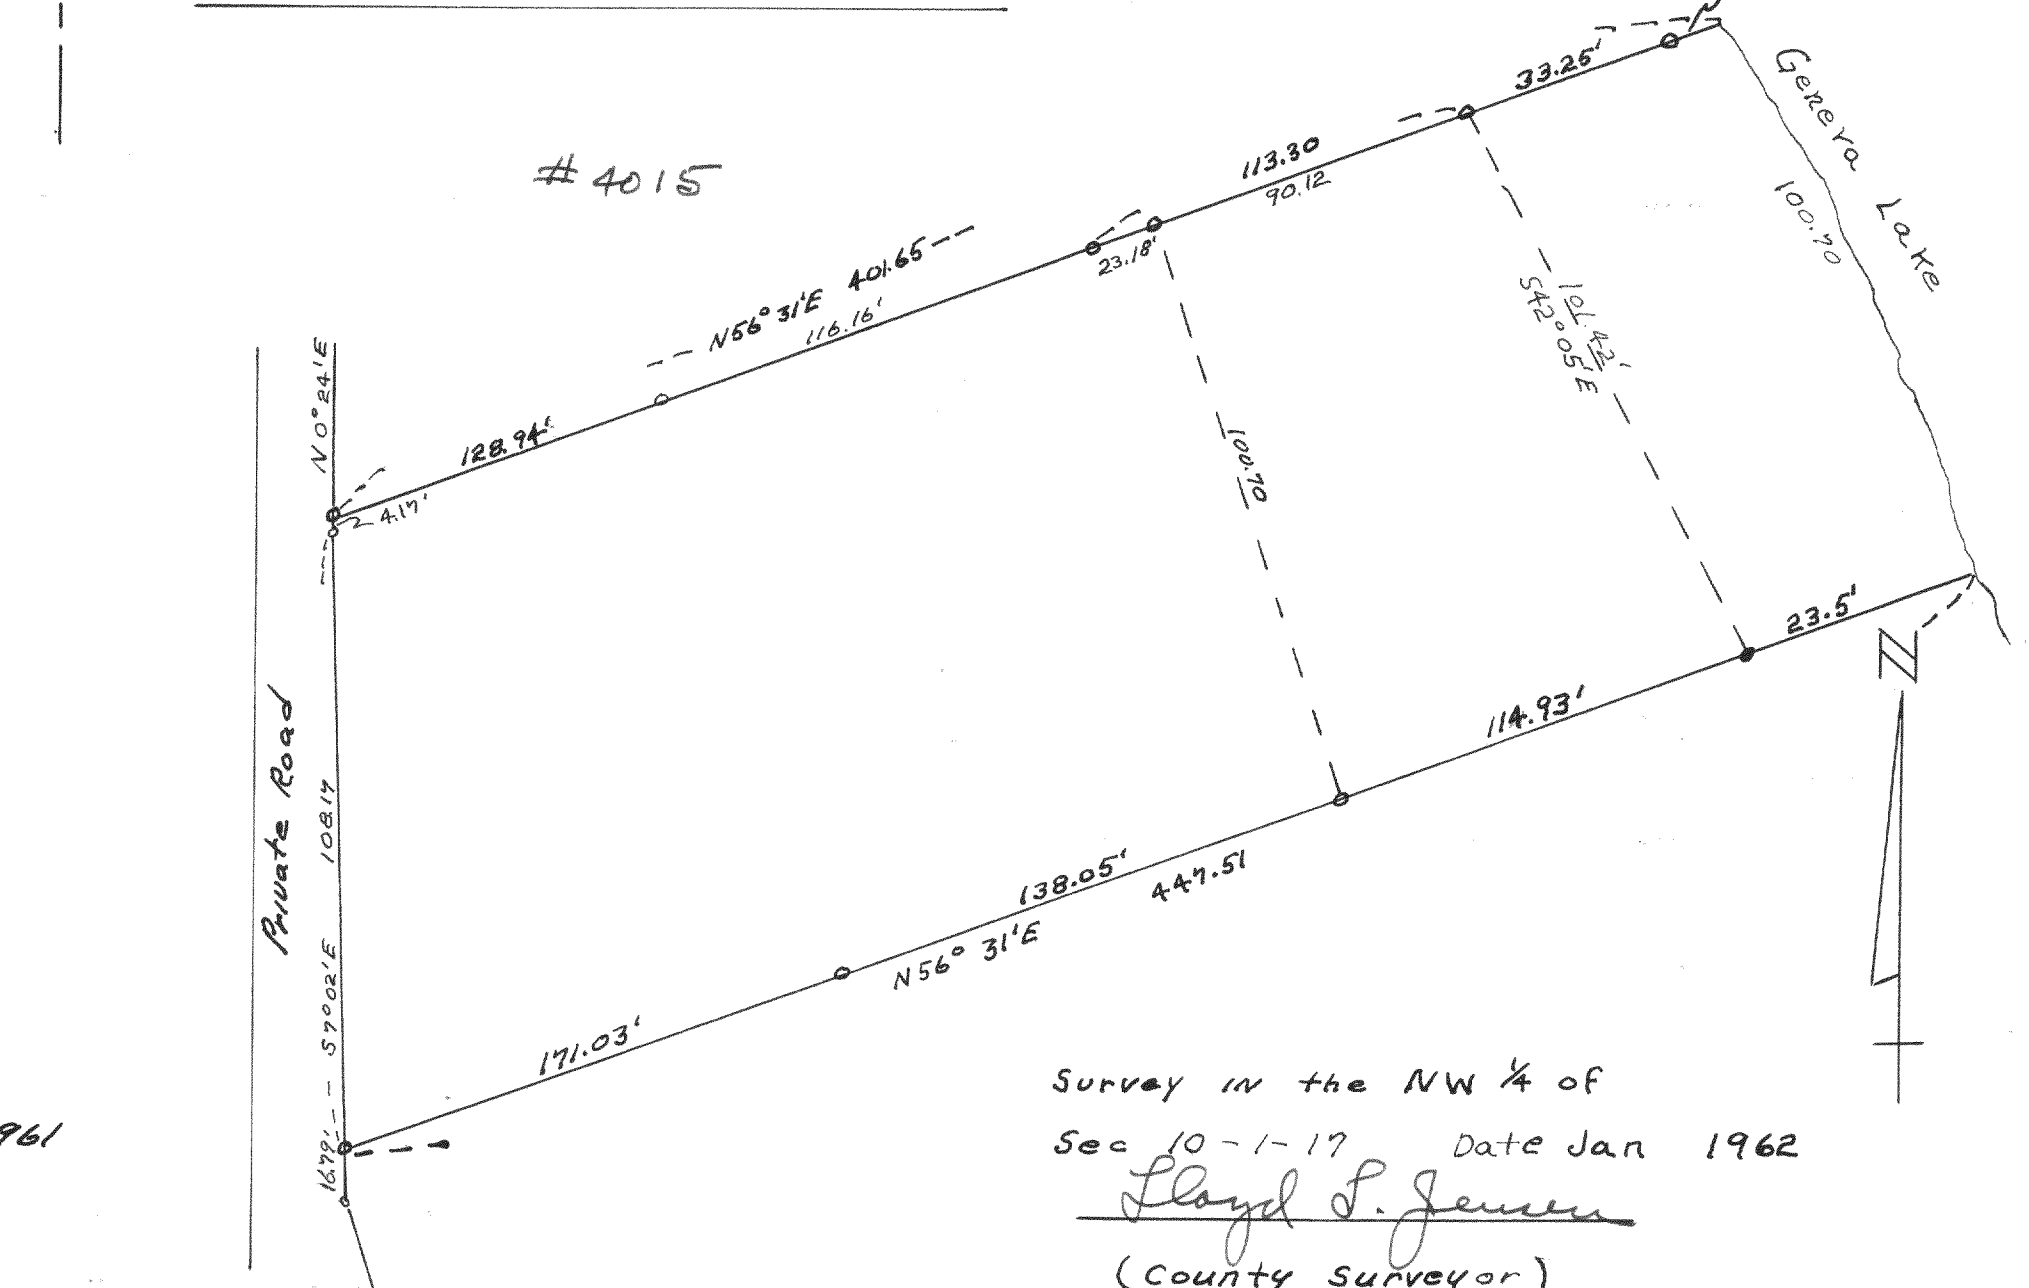 # 4015
33.25'
113.30
90.12
23.18'
N56°31'E 401.65
116.16'
128.94'
4.17'
N0°24'E
Geneva Lake
100.70
101.42'
S42°05'E
100.70
23.5'
N
114.93'
138.05'
447.51
N56°31'E
171.03'
Private Road
108.17
S7°02'E
16.79'
961
Survey in the NW 1/4 of
Sec 10-1-17 Date Jan 1962
Lloyd L. Jensen
(County Surveyor)